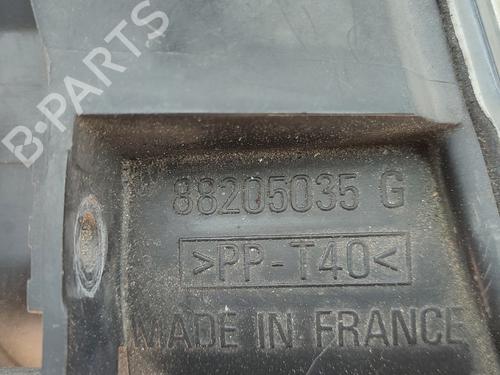 B-PARTS
88205035 G
>PP-T40<
MADE IN FRANCE